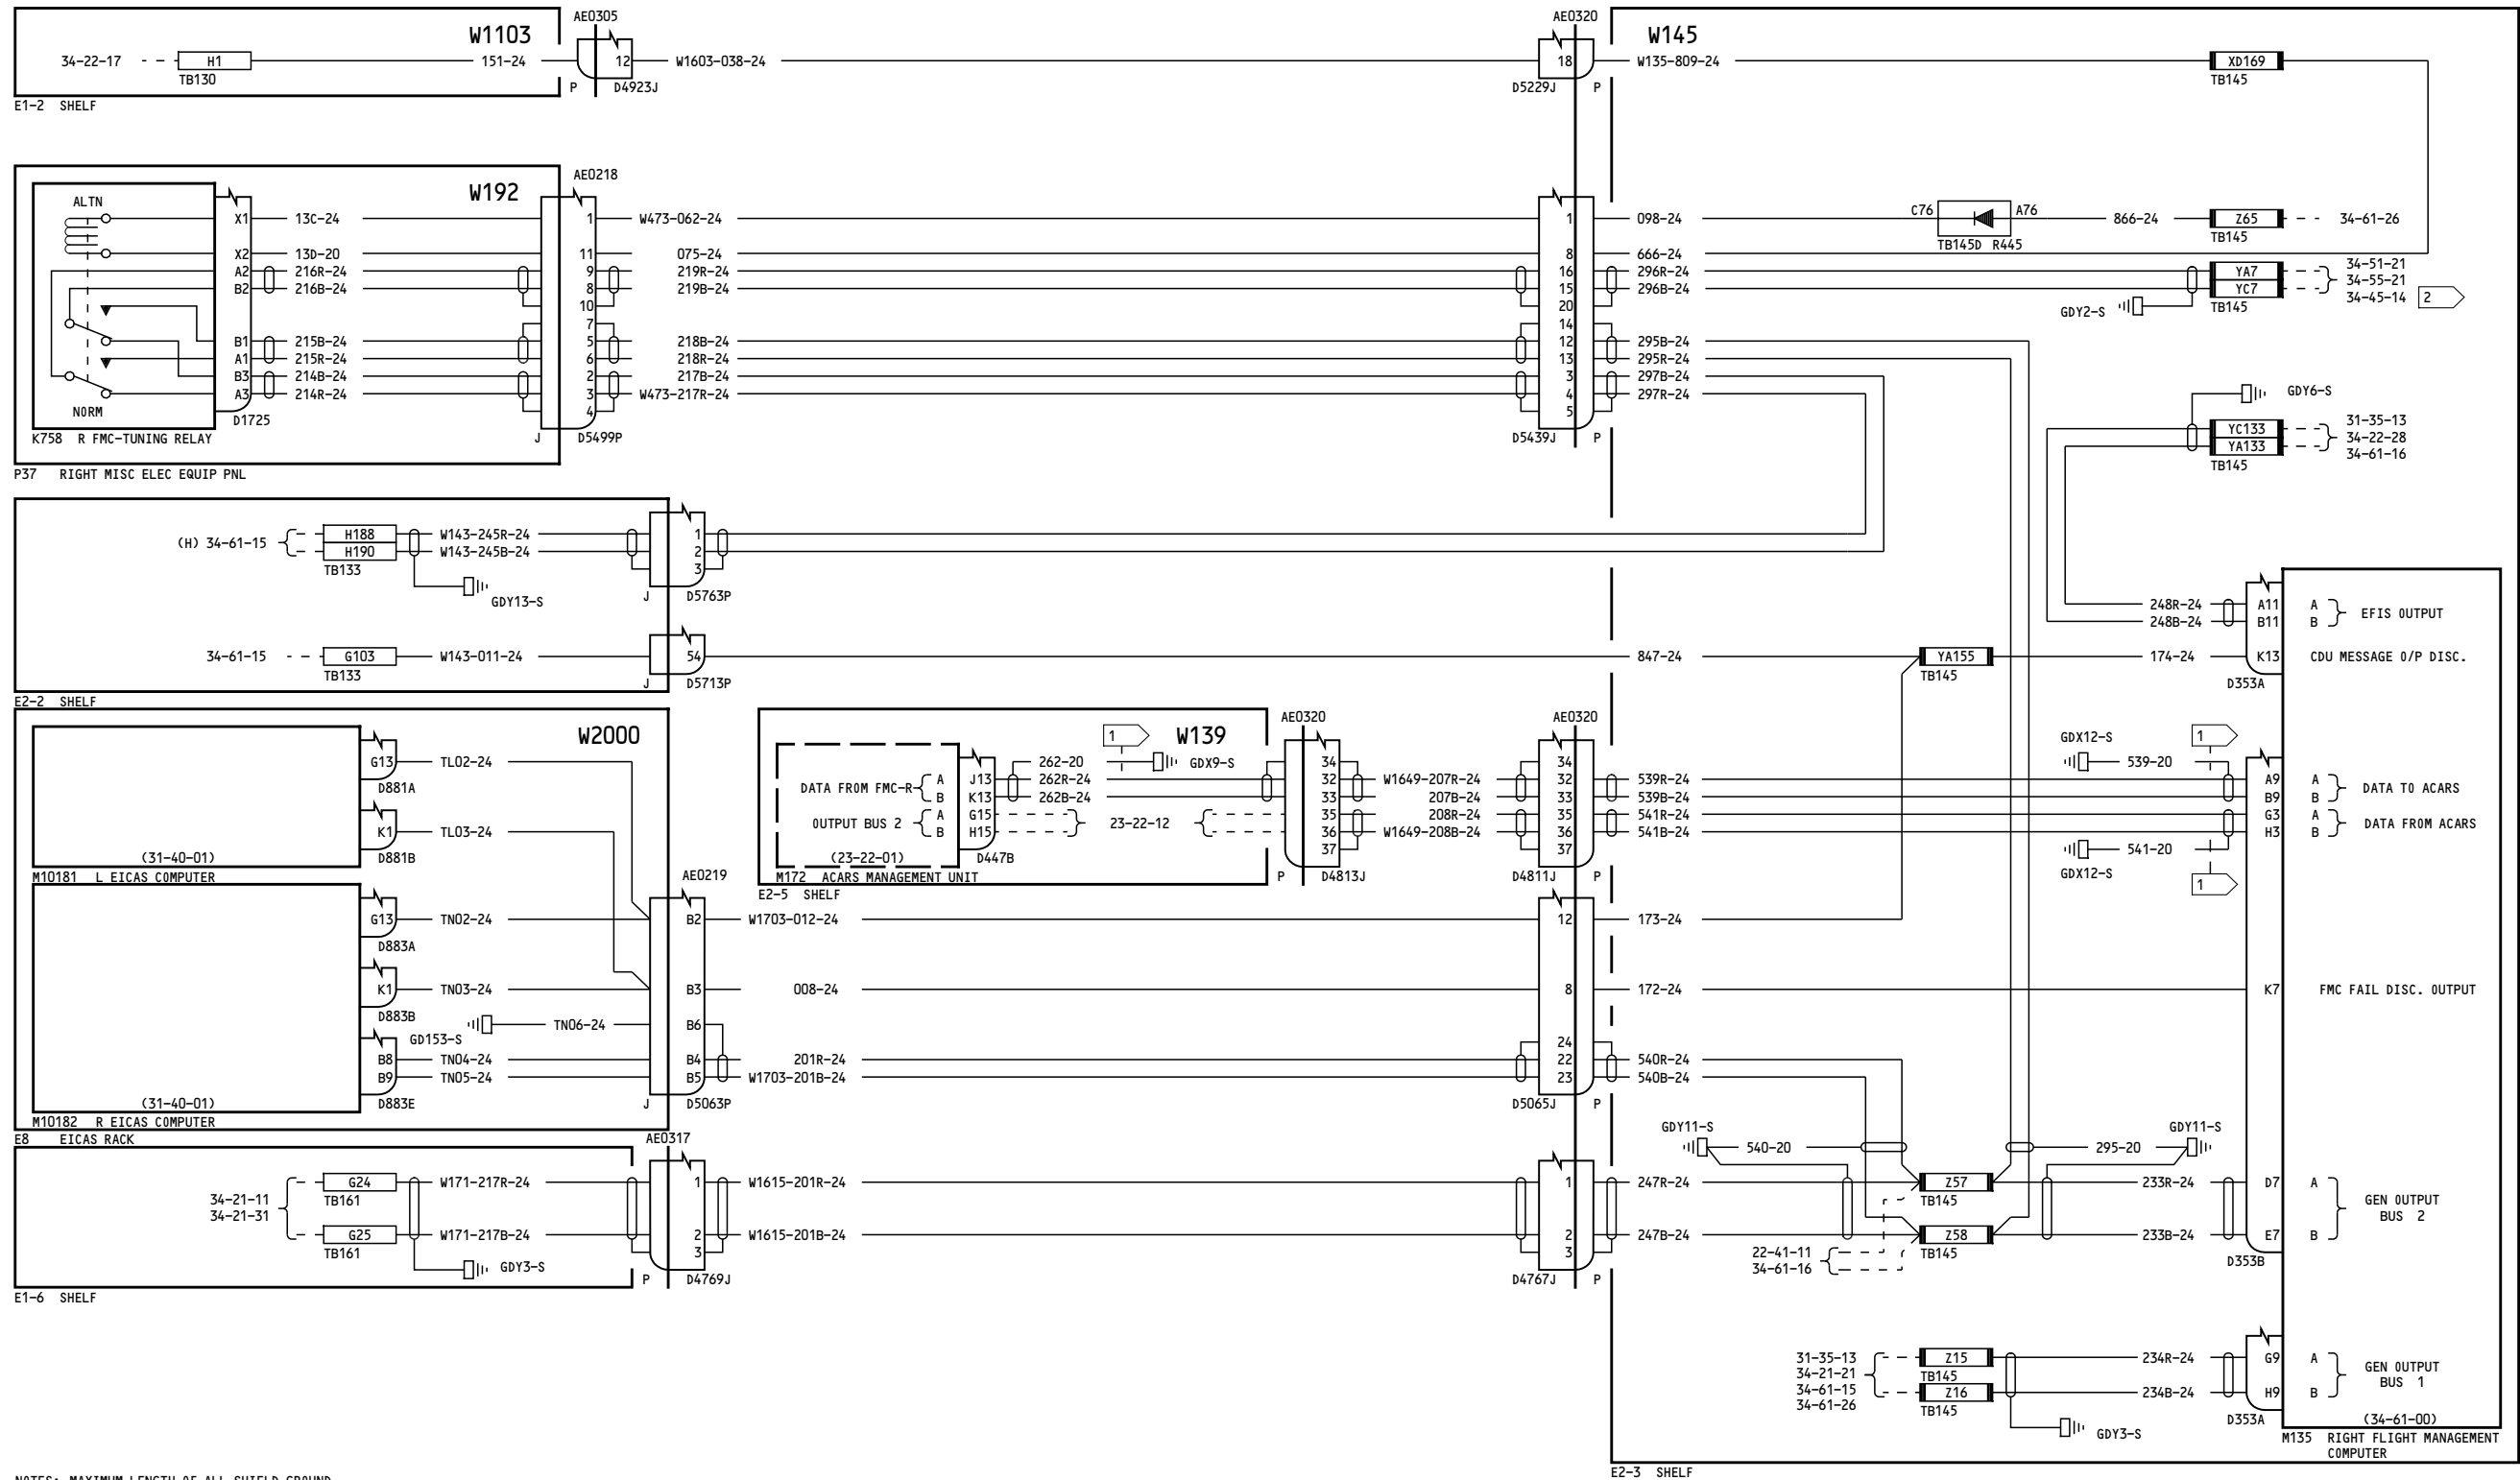 W1103
AE0305
AE0320
W145
34-22-17
H1
TB130
151-24
12
W1603-038-24
18
W135-809-24
XD169
TB145
P
D4923J
D5229J
P
E1-2 SHELF
W192
AE0218
ALTN
X1
13C-24
1
W473-062-24
1
098-24
C76
A76
866-24
Z65
34-61-26
TB145D R445
TB145
X2
13D-20
11
075-24
8
666-24
A2
216R-24
9
219R-24
16
296R-24
YA7
34-51-21
B2
216B-24
8
219B-24
15
296B-24
YC7
34-55-21
10
20
GDY2-S
TB145
34-45-14
2
7
14
B1
215B-24
5
218B-24
12
295B-24
A1
215R-24
6
218R-24
13
295R-24
B3
214B-24
2
217B-24
3
297B-24
A3
214R-24
3
W473-217R-24
4
297R-24
GDY6-S
4
5
NORM
D1725
K758 R FMC-TUNING RELAY
J
D5499P
D5439J
P
YC133
YA133
TB145
31-35-13
34-22-28
34-61-16
P37 RIGHT MISC ELEC EQUIP PNL
(H) 34-61-15
H188
W143-245R-24
1
H190
W143-245B-24
2
TB133
3
GDY13-S
J
D5763P
248R-24
A11
A
EFIS OUTPUT
248B-24
B11
B
34-61-15
G103
W143-011-24
54
847-24
YA155
174-24
K13
CDU MESSAGE O/P DISC.
TB133
J
D5713P
TB145
D353A
E2-2 SHELF
W2000
1
W139
AE0320
AE0320
GDX12-S
1
G13
TL02-24
D881A
262-20
GDX9-S
34
34
539-20
DATA FROM FMC-R
A
J13
262R-24
32
W1649-207R-24
32
539R-24
A9
A
DATA TO ACARS
B
K13
262B-24
33
207B-24
33
539B-24
B9
B
OUTPUT BUS 2
A
G15
23-22-12
35
208R-24
35
541R-24
G3
A
DATA FROM ACARS
B
H15
36
W1649-208B-24
36
541B-24
H3
B
K1
TL03-24
D881B
(31-40-01)
(23-22-01)
D447B
37
37
541-20
GDX12-S
1
M10181 L EICAS COMPUTER
M172 ACARS MANAGEMENT UNIT
P
D4813J
D4811J
P
E2-5 SHELF
AE0219
G13
TN02-24
B2
W1703-012-24
12
173-24
D883A
K1
TN03-24
B3
008-24
8
172-24
K7
FMC FAIL DISC. OUTPUT
D883B
GD153-S
TN06-24
B6
24
B8
TN04-24
B4
201R-24
22
540R-24
B9
TN05-24
B5
W1703-201B-24
23
540B-24
(31-40-01)
D883E
J
D5063P
D5065J
P
M10182 R EICAS COMPUTER
E8 EICAS RACK
AE0317
GDY11-S
540-20
295-20
GDY11-S
34-21-11
34-21-31
G24
TB161
W171-217R-24
1
W1615-201R-24
1
247R-24
Z57
TB145
233R-24
D7
A
GEN OUTPUT
BUS 2
G25
TB161
W171-217B-24
2
W1615-201B-24
2
247B-24
Z58
TB145
233B-24
E7
B
3
3
22-41-11
34-61-16
GDY3-S
P
D4769J
D4767J
P
D353B
E1-6 SHELF
31-35-13
34-21-21
34-61-15
34-61-26
Z15
TB145
234R-24
G9
A
GEN OUTPUT
BUS 1
Z16
TB145
234B-24
H9
B
D353A
(34-61-00)
GDY3-S
M135 RIGHT FLIGHT MANAGEMENT
COMPUTER
E2-3 SHELF
NOTES: MAXIMUM LENGTH OF ALL SHIELD GROUND